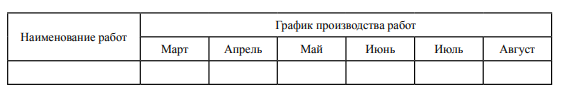 Наименование работ
График производства работ
Март Апрель Май Июнь Июль Август